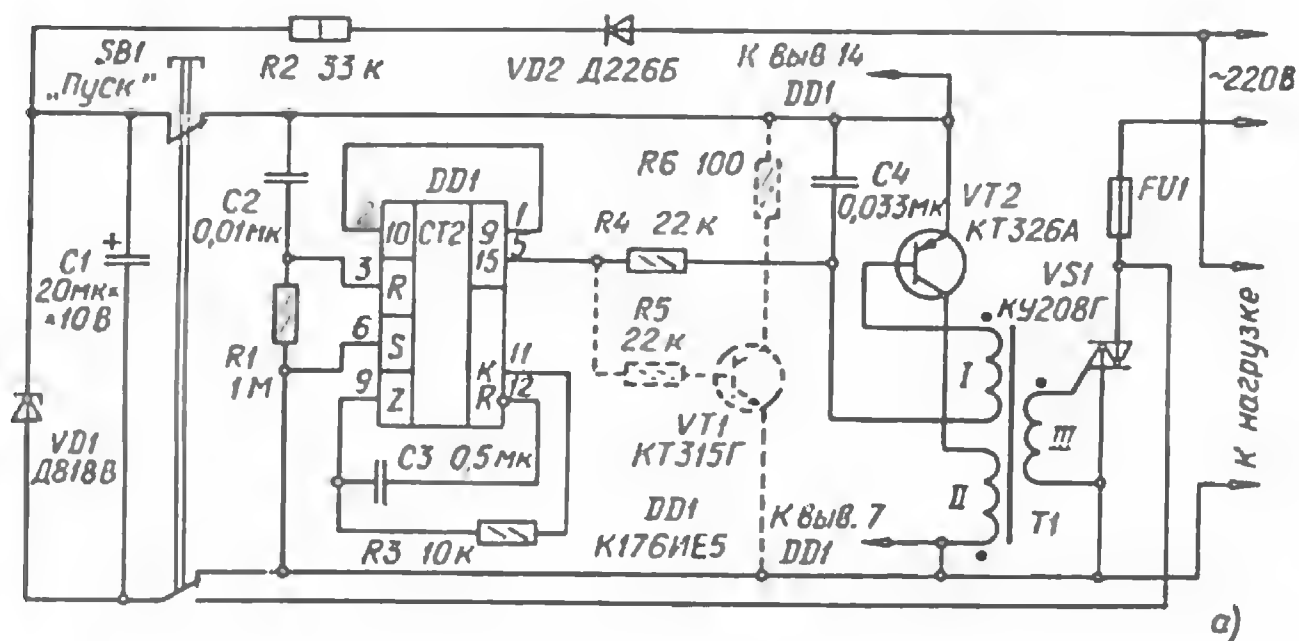 SB1
„Пуск”
R2 33 к
VD2 Д226Б
К выв 14
DD1
~220В
C2
0,01мк
DD1
R6 100
C4
0,033мк
VT2
КТ326А
FU1
C1
20мк×
×10В
+
10
СТ2
9
1
15
5
R4 22 к
3
R
R5
22 к
VS1
КУ208Г
R1
1 М
6
S
11
К
9
Z
12
R
I
III
VT1
КТ315Г
VD1
Д818В
C3 0,5 мк
II
T1
К нагрузке
R3 10 к
DD1
К176ИЕ5
К выв. 7
DD1
а)